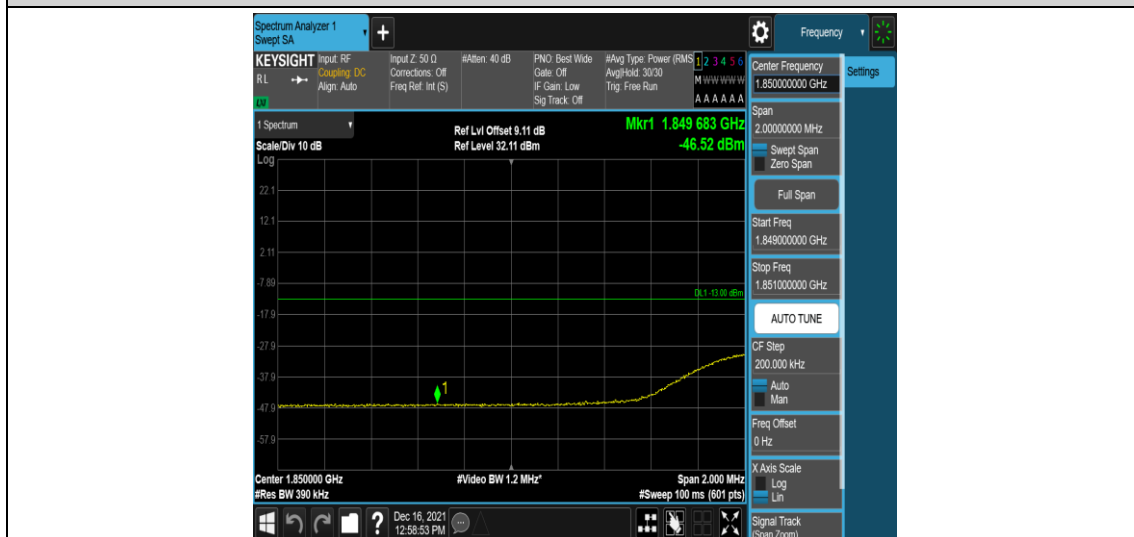 Spectrum Analyzer 1
Swept SA
Frequency
KEYSIGHT
RL
LXI
Input: RF
Coupling: DC
Align: Auto
Input Z: 50 Ω
Corrections: Off
Freq Ref: Int (S)
#Atten: 40 dB
PNO: Best Wide
Gate: Off
IF Gain: Low
Sig Track: Off
#Avg Type: Power (RMS
Avg|Hold: 30/30
Trig: Free Run
1 2 3 4 5 6
M W W W W W
A A A A A A
1 Spectrum
Scale/Div 10 dB
Log
Ref Lvl Offset 9.11 dB
Ref Level 32.11 dBm
Mkr1 1.849 683 GHz
-46.52 dBm
22.1
12.1
2.11
-7.89
DL1 -13.00 dBm
-17.9
-27.9
-37.9
1
-47.9
-57.9
Center 1.850000 GHz
#Video BW 1.2 MHz*
Span 2.000 MHz
#Res BW 390 kHz
#Sweep 100 ms (601 pts)
Dec 16, 2021
12:58:53 PM
Center Frequency
1.850000000 GHz
Settings
Span
2.00000000 MHz
Swept Span
Zero Span
Full Span
Start Freq
1.849000000 GHz
Stop Freq
1.851000000 GHz
AUTO TUNE
CF Step
200.000 kHz
Auto
Man
Freq Offset
0 Hz
X Axis Scale
Log
Lin
Signal Track
(Span Zoom)